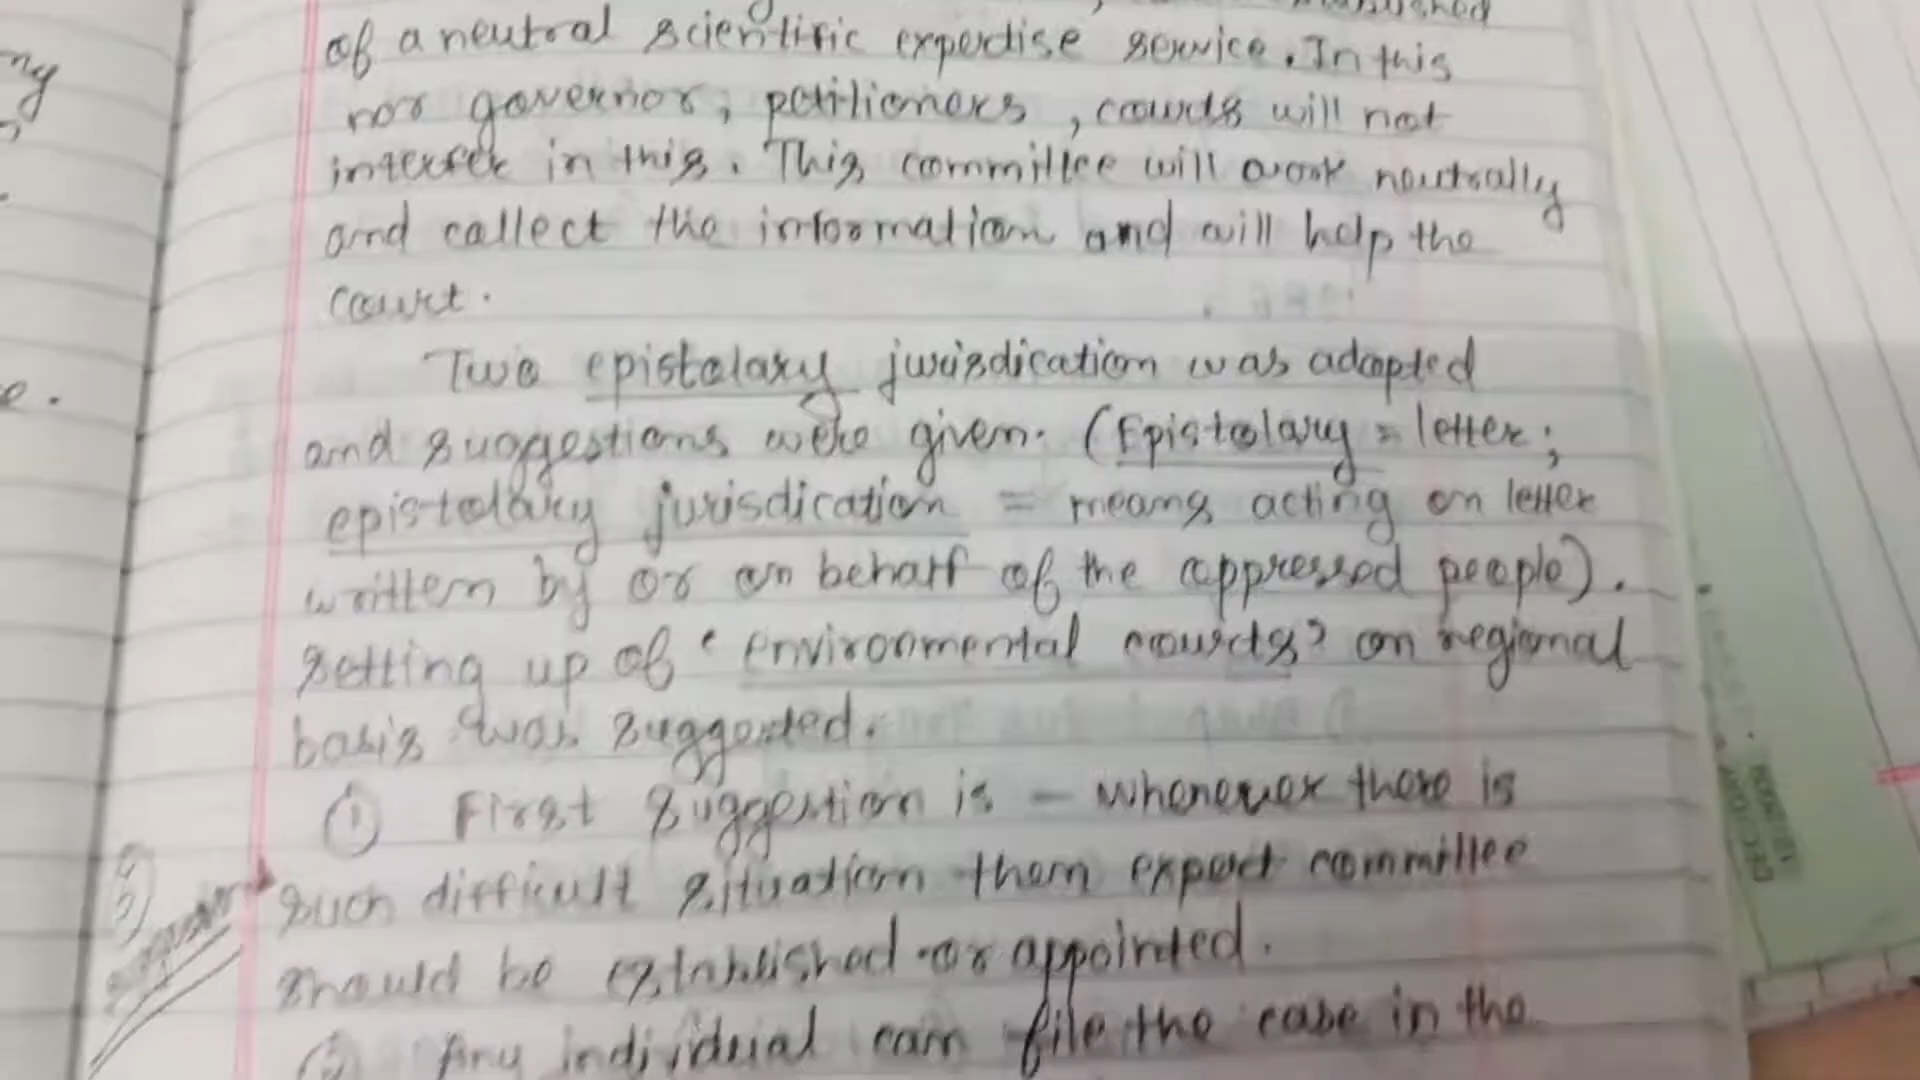 of a neutral scientific expertise service. In this
nor governor, petitioners, courts will not
interfer in this. This committee will work neutrally
and collect the information and will help the
court.
Two epistolary jurisdication was adopted
and suggestions were given. (Epistolary = letter;
epistolary jurisdication = means acting on letter
written by or on behalf of the oppressed people).
Setting up of 'environmental courts' on regional
basis was suggested.
① First suggestion is - whenever there is
such difficult situation then expert committee
should be established or appointed.
② Any individual can file the case in the